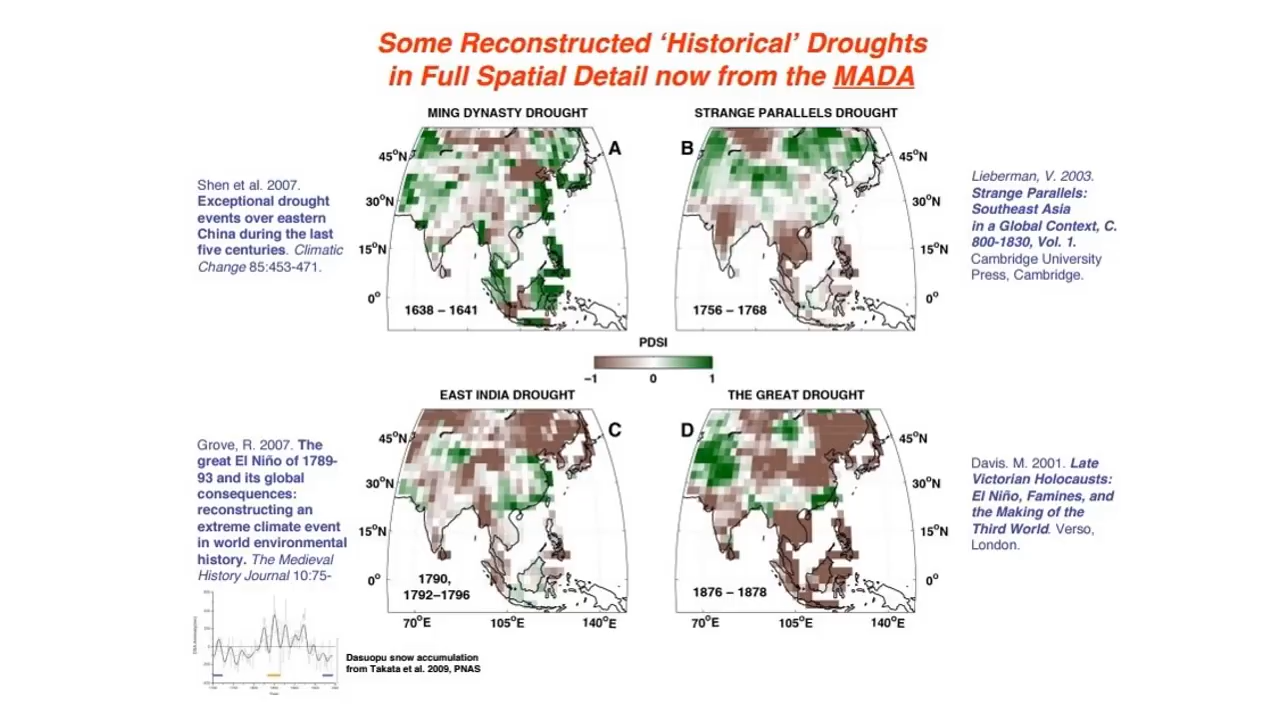 Some Reconstructed ‘Historical’ Droughts
in Full Spatial Detail now from the MADA
MING DYNASTY DROUGHT
A
45°N
30°N
15°N
0°
1638 – 1641
STRANGE PARALLELS DROUGHT
B
45°N
30°N
15°N
0°
1756 – 1768
Shen et al. 2007.
Exceptional drought
events over eastern
China during the last
five centuries. Climatic
Change 85:453-471.
Lieberman, V. 2003.
Strange Parallels:
Southeast Asia
in a Global Context, C.
800-1830, Vol. 1.
Cambridge University
Press, Cambridge.
PDSI
−1 0 1
EAST INDIA DROUGHT
C
45°N
30°N
15°N
0°
1790,
1792–1796
70°E 105°E 140°E
THE GREAT DROUGHT
D
45°N
30°N
15°N
0°
1876 – 1878
70°E 105°E 140°E
Grove, R. 2007. The
great El Niño of 1789-
93 and its global
consequences:
reconstructing an
extreme climate event
in world environmental
history. The Medieval
History Journal 10:75-
Davis. M. 2001. Late
Victorian Holocausts:
El Niño, Famines, and
the Making of the
Third World. Verso,
London.
Dasuopu snow accumulation
from Takata et al. 2009, PNAS